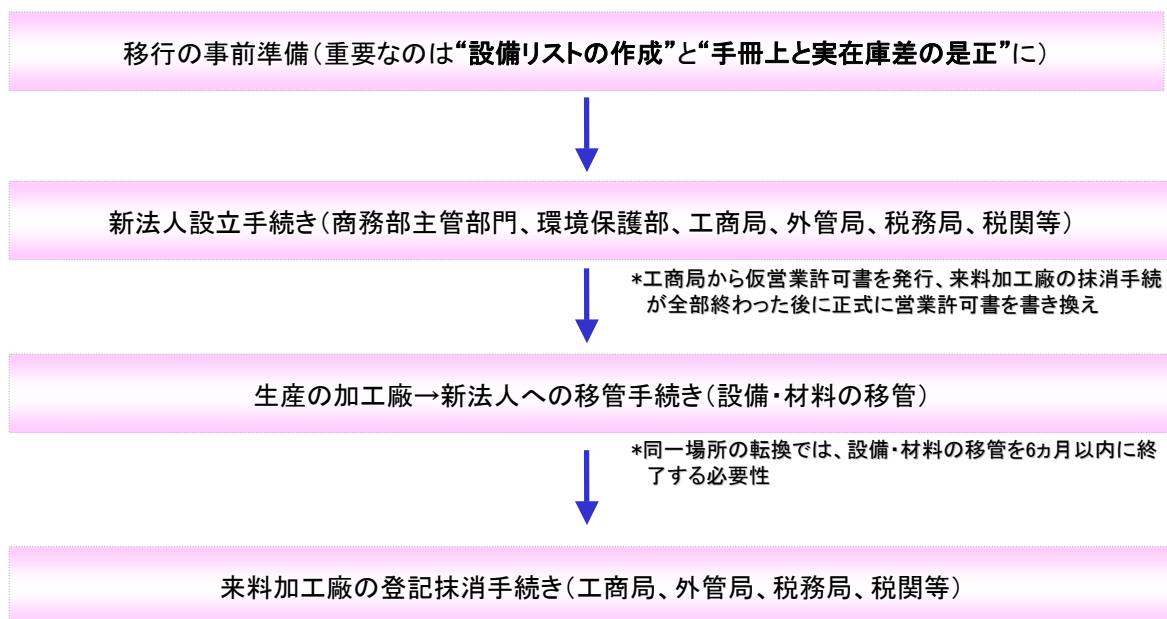 移行の事前準備(重要なのは“設備リストの作成”と“手冊上と実在庫差の是正”に)
新法人設立手続き(商務部主管部門、環境保護部、工商局、外管局、税務局、税関等)
*工商局から仮営業許可書を発行、来料加工廠の抹消手続
が全部終わった後に正式に営業許可書を書き換え
生産の加工廠→新法人への移管手続き(設備・材料の移管)
*同一場所の転換では、設備・材料の移管を6ヵ月以内に終
了する必要性
来料加工廠の登記抹消手続き(工商局、外管局、税務局、税関等)